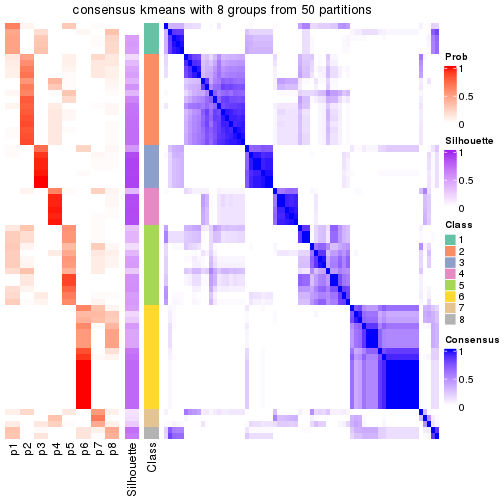 consensus kmeans with 8 groups from 50 partitions
Prob
1
0.5
0
Silhouette
1
0.5
0
Class
1
2
3
4
5
6
7
8
Consensus
1
0.5
0
p1
p2
p3
p4
p5
p6
p7
p8
Silhouette
Class